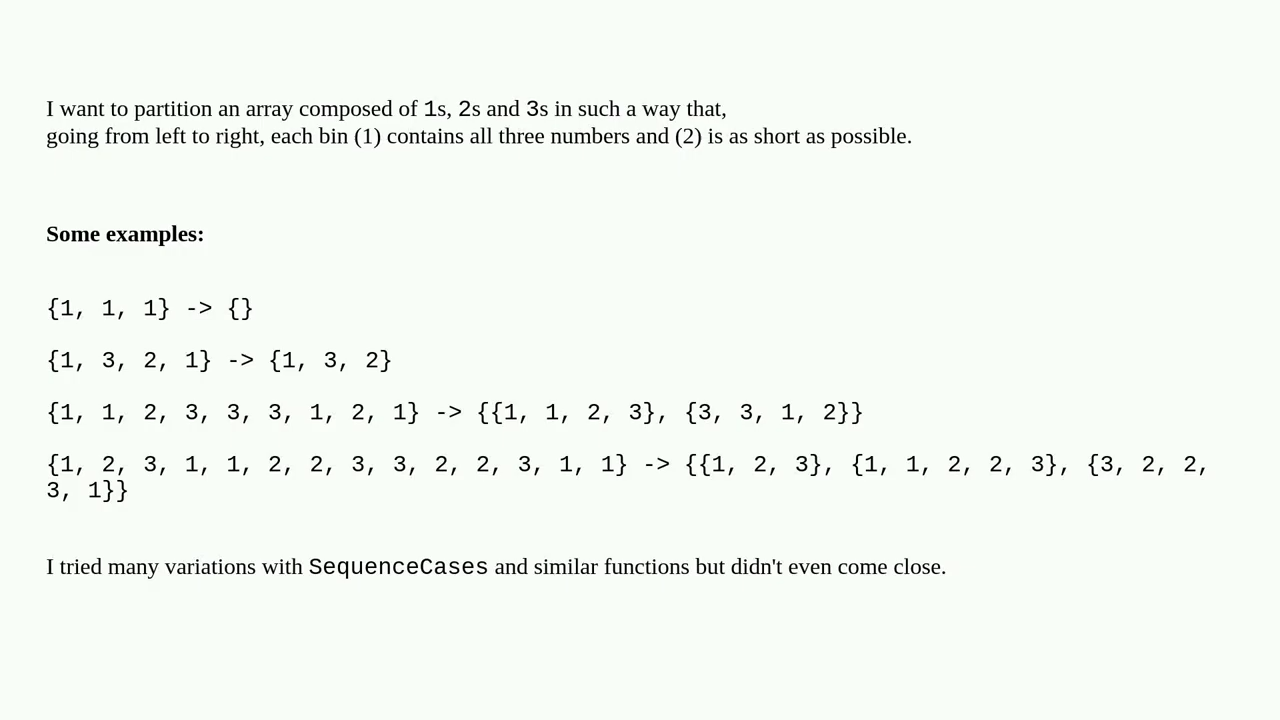 I want to partition an array composed of 1s, 2s and 3s in such a way that,
going from left to right, each bin (1) contains all three numbers and (2) is as short as possible.
Some examples:
{1, 1, 1} -> {}
{1, 3, 2, 1} -> {1, 3, 2}
{1, 1, 2, 3, 3, 3, 1, 2, 1} -> {{1, 1, 2, 3}, {3, 3, 1, 2}}
{1, 2, 3, 1, 1, 2, 2, 3, 3, 2, 2, 3, 1, 1} -> {{1, 2, 3}, {1, 1, 2, 2, 3}, {3, 2, 2,
3, 1}}
I tried many variations with SequenceCases and similar functions but didn't even come close.